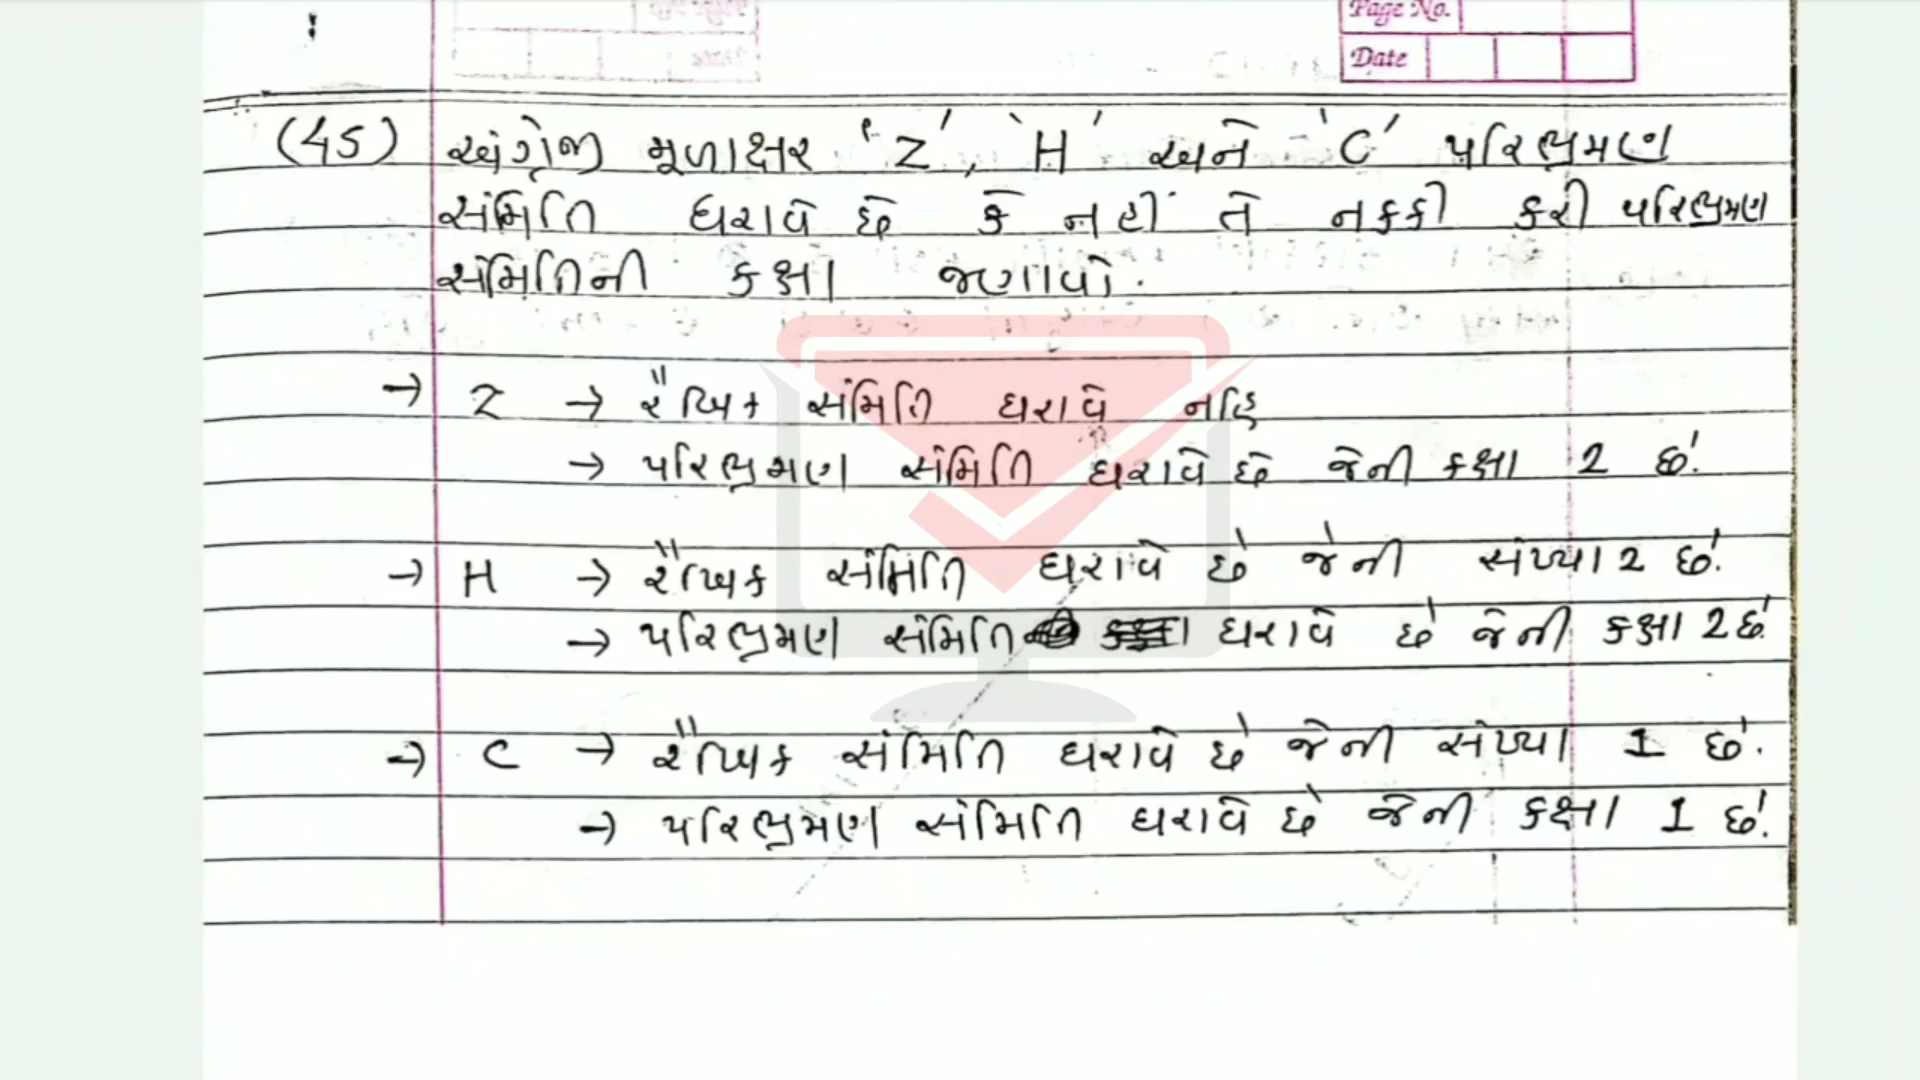 Page No.
Date
(45) અંગ્રેજી મૂળાક્ષર 'Z', 'H' અને 'C' પરિભ્રમણ
સંમિતિ ધરાવે છે કે નહીં તે નક્કી કરી પરિભ્રમણ
સંમિતિની કક્ષા જણાવો.
→ Z → રૈખિક સંમિતિ ધરાવે નહિ
→ પરિભ્રમણ સંમિતિ ધરાવે છે જેની કક્ષા 2 છે.
→ H → રૈખિક સંમિતિ ધરાવે છે જેની સંખ્યા 2 છે.
→ પરિભ્રમણ સંમિતિ ધરાવે છે જેની કક્ષા 2 છે
→ C → રૈખિક સંમિતિ ધરાવે છે જેની સંખ્યા 1 છે.
→ પરિભ્રમણ સંમિતિ ધરાવે છે જેની કક્ષા 1 છે.